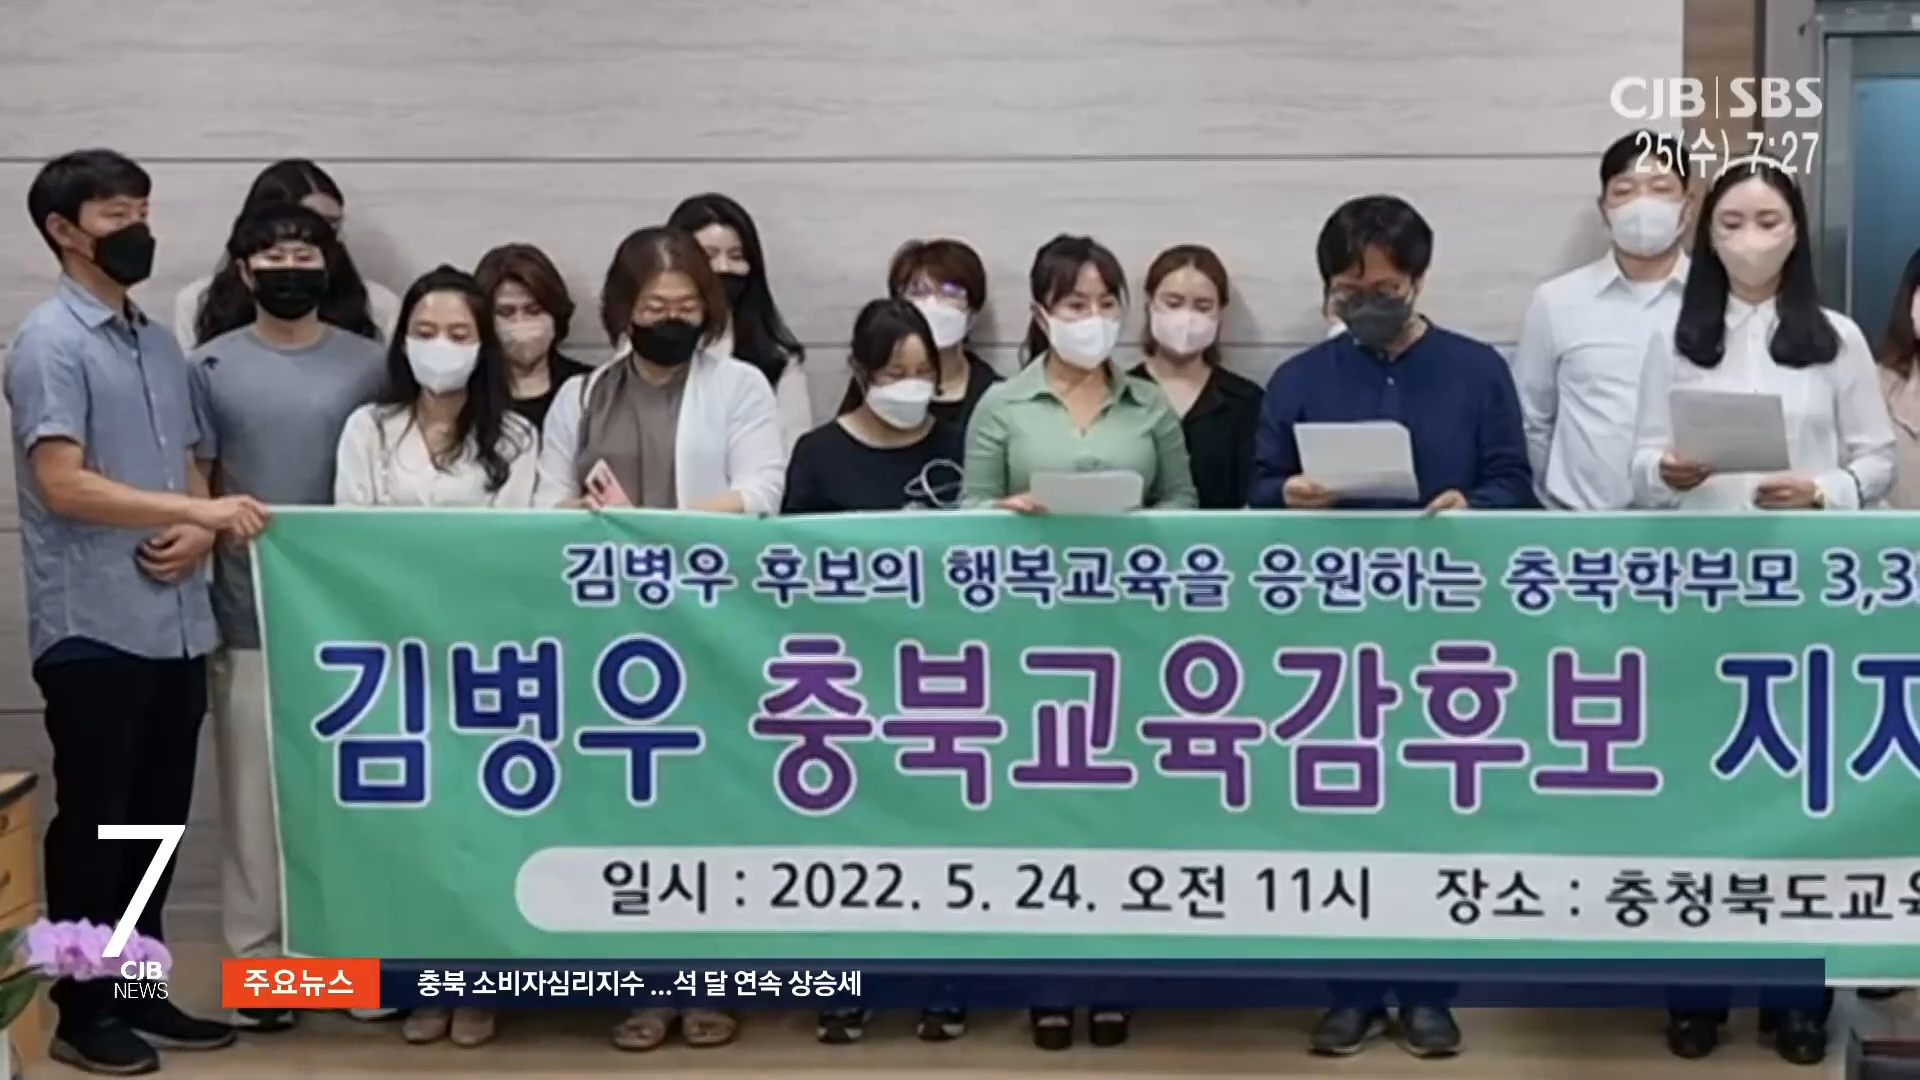 CJB SBS
25(수) 7:27
김병우 후보의 행복교육을 응원하는 충북학부모 3,3
김병우 충북교육감후보 지
일시 : 2022. 5. 24. 오전 11시 장소 : 충청북도교육
7
CJB
NEWS
주요뉴스 충북 소비자심리지수 ...석 달 연속 상승세